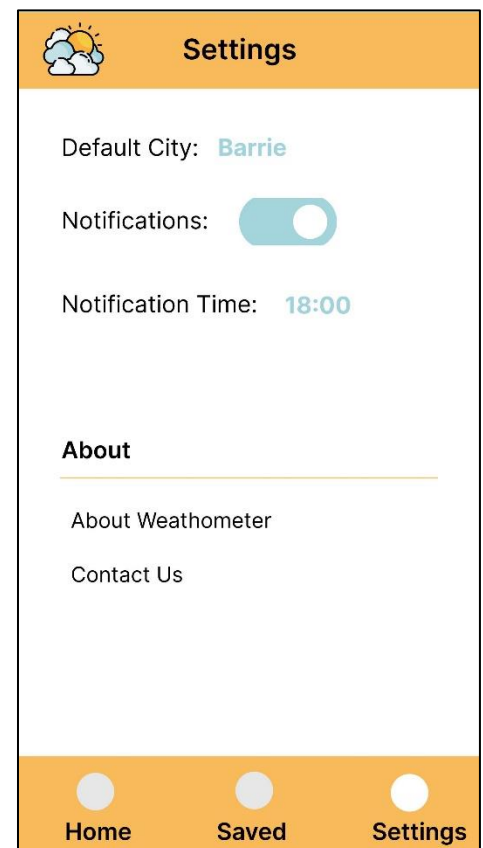 Settings
Default City: Barrie
Notifications:
Notification Time: 18:00
About
About Weathometer
Contact Us
Home Saved Settings